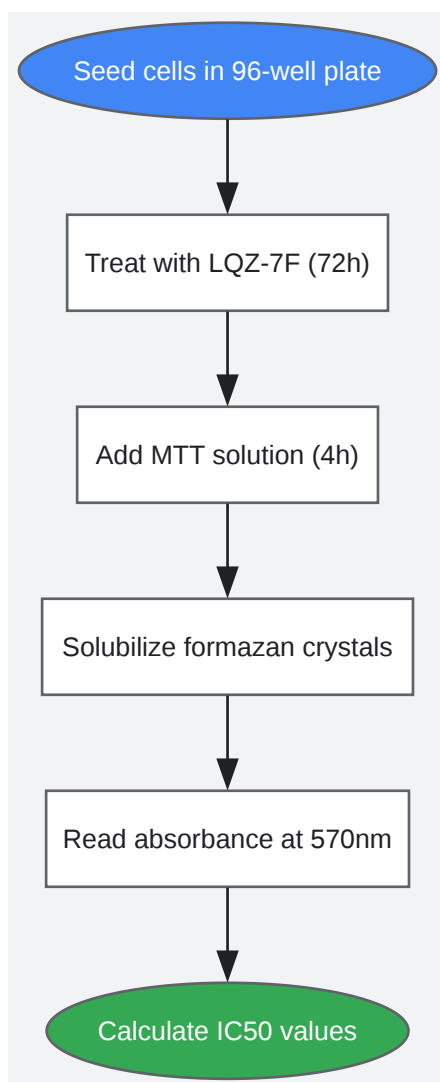 Seed cells in 96-well plate
Treat with LQZ-7F (72h)
Add MTT solution (4h)
Solubilize formazan crystals
Read absorbance at 570nm
Calculate IC50 values